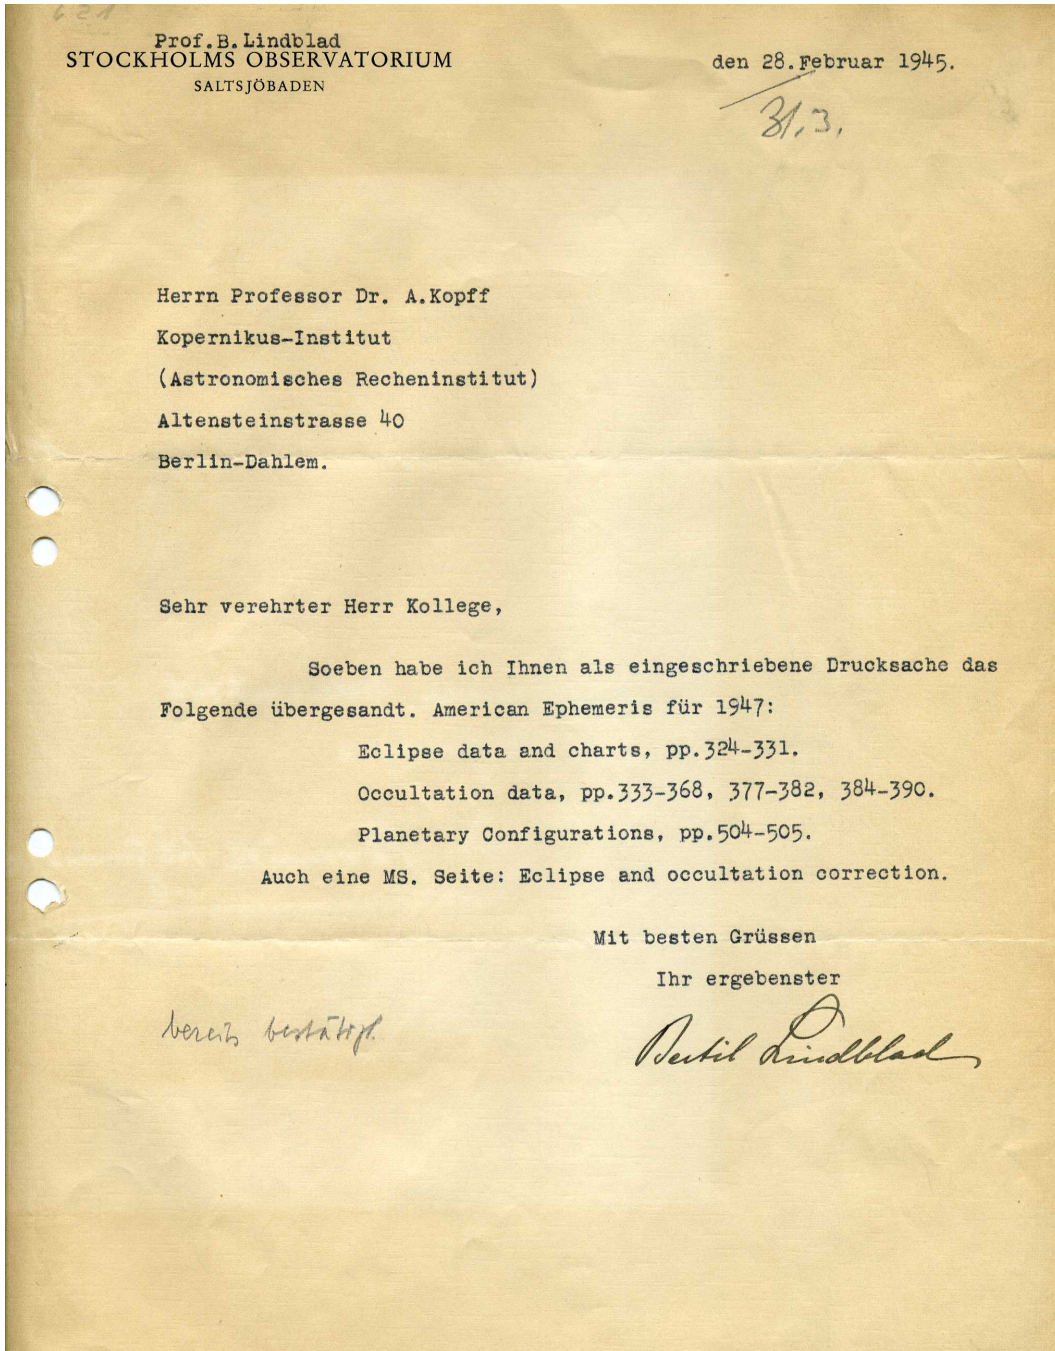 621
Prof.B.Lindblad
STOCKHOLMS OBSERVATORIUM
SALTSJÖBADEN
den 28.Februar 1945.
31.3.
Herrn Professor Dr. A.Kopff
Kopernikus-Institut
(Astronomisches Recheninstitut)
Altensteinstrasse 40
Berlin-Dahlem.
Sehr verehrter Herr Kollege,
Soeben habe ich Ihnen als eingeschriebene Drucksache das
Folgende übergesandt. American Ephemeris für 1947:
Eclipse data and charts, pp.324-331.
Occultation data, pp.333-368, 377-382, 384-390.
Planetary Configurations, pp.504-505.
Auch eine MS. Seite: Eclipse and occultation correction.
Mit besten Grüssen
Ihr ergebenster
bereits bestätigt
Bertil Lindblad